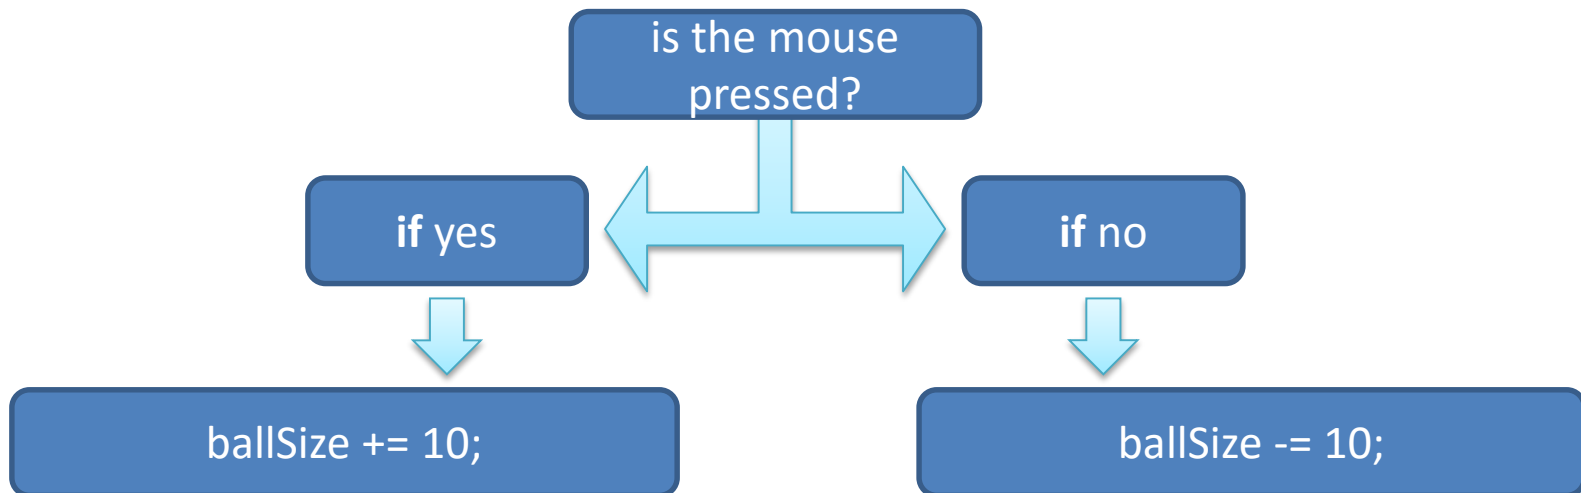 is the mouse
pressed?
if yes
if no
ballSize += 10;
ballSize -= 10;